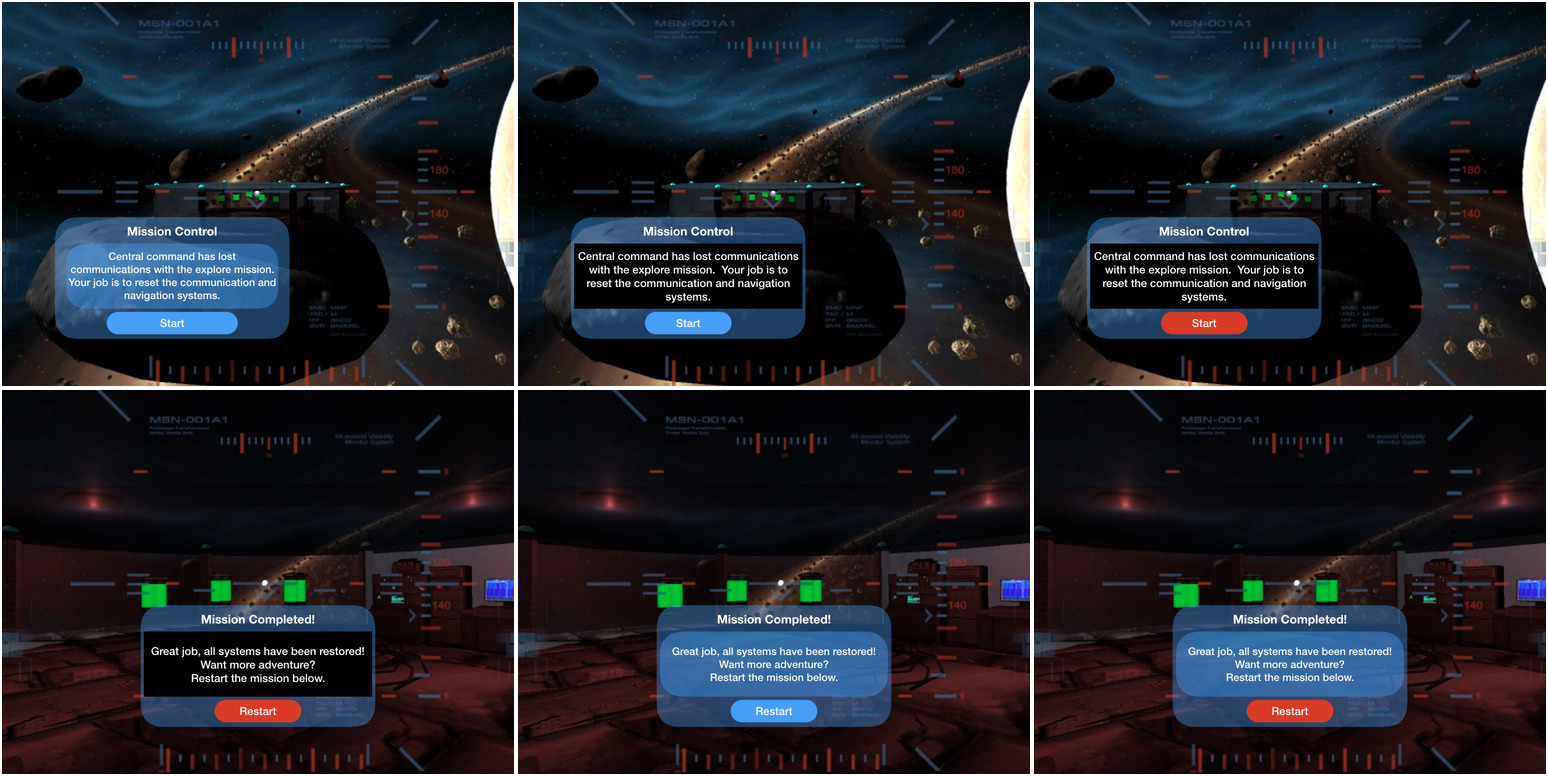 MSN-001A1
All-around Visibility
Monitor System
180
140
Mission Control
Central command has lost
communications with the explore mission.
Your job is to reset the communication and
navigation systems.
Start
MSN-001A1
All-around Visibility
Monitor System
180
140
Mission Control
Central command has lost communications
with the explore mission.  Your job is to
reset the communication and navigation
systems.
Start
MSN-001A1
All-around Visibility
Monitor System
180
140
Mission Control
Central command has lost communications
with the explore mission.  Your job is to
reset the communication and navigation
systems.
Start
MSN-001A1
All-around Visibility
Monitor System
180
140
Mission Completed!
Great job, all systems have been restored!
Want more adventure?
Restart the mission below.
Restart
MSN-001A1
All-around Visibility
Monitor System
180
140
Mission Completed!
Great job, all systems have been restored!
Want more adventure?
Restart the mission below.
Restart
MSN-001A1
All-around Visibility
Monitor System
180
140
Mission Completed!
Great job, all systems have been restored!
Want more adventure?
Restart the mission below.
Restart